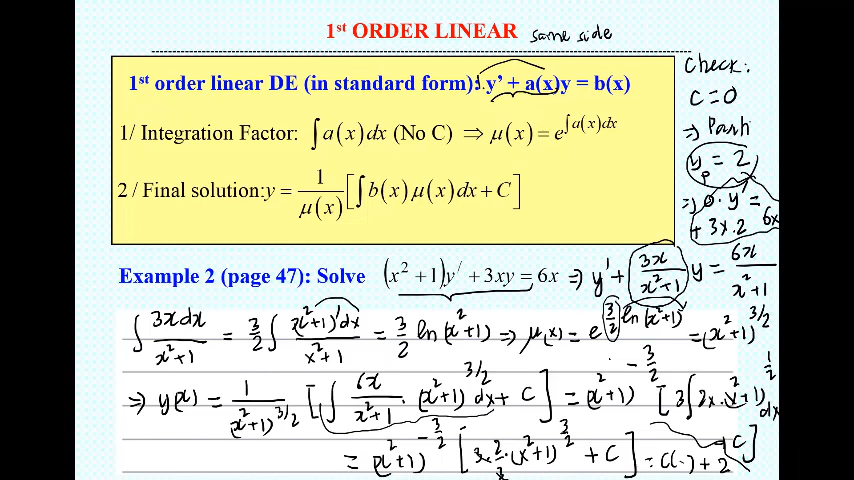 1st ORDER LINEAR same side
1st order linear DE (in standard form): y' + a(x)y = b(x)
1/ Integration Factor: ∫a(x)dx (No C) ⇒ μ(x) = e^{∫a(x)dx}
2 / Final solution: y = 1/μ(x) [∫b(x)μ(x)dx + C]
Check:
C = 0
⇒ Parti
y_p = 2
⇒ 0. y' =
+ 3x.2 6x
Example 2 (page 47): Solve (x² + 1)y' + 3xy = 6x ⇒ y' + 3x/(x²+1) y = 6x/(x²+1)
∫ 3xdx/(x²+1) = 3/2 ∫ (x²+1)'dx/(x²+1) = 3/2 ln(x²+1) ⇒ μ(x) = e^{3/2 ln(x²+1)} = (x²+1)^{3/2}
⇒ y(x) = 1/(x²+1)^{3/2} [∫ 6x/(x²+1) · (x²+1)^{3/2} dx + C] = (x²+1)^{-3/2} [3∫2x.(x²+1)^{1/2} dx + C]
= (x²+1)^{-3/2} [3.2/3.(x²+1)^{3/2} + C] = C(·) + 2